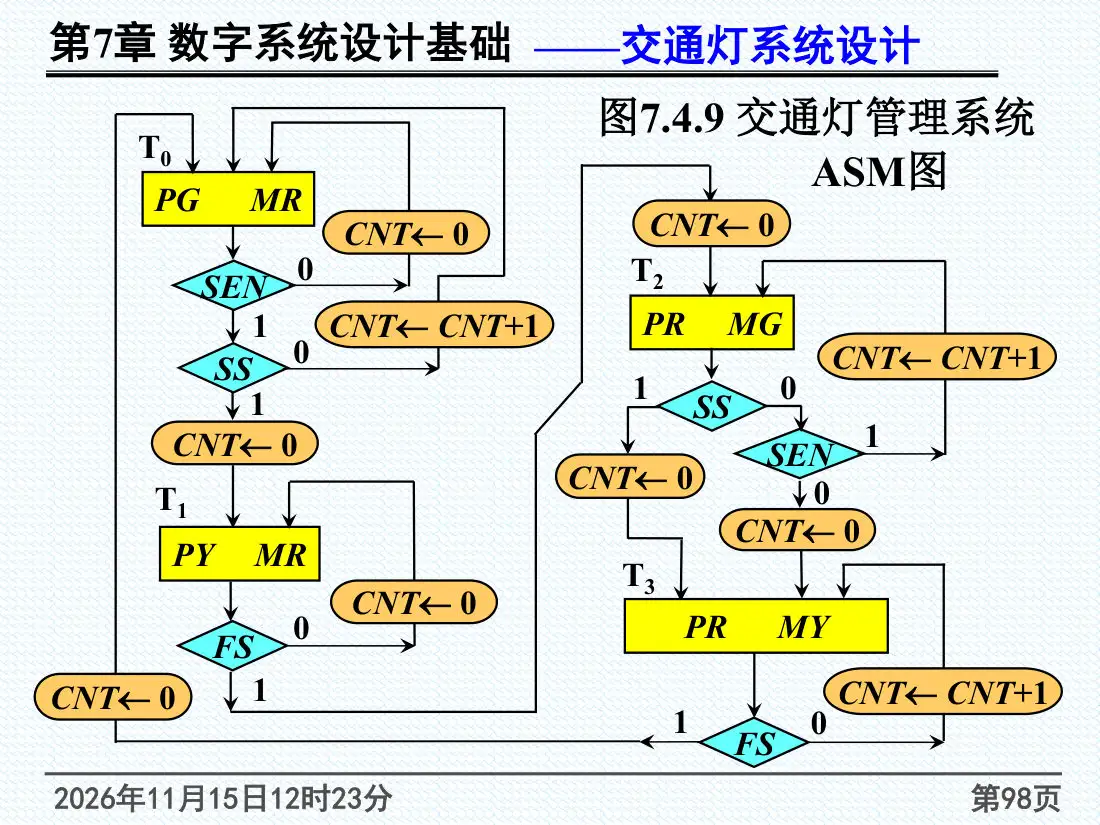 第7章 数字系统设计基础 ——交通灯系统设计
图7.4.9 交通灯管理系统
ASM图
T0
PG MR
CNT← 0
SEN
0
1
CNT← CNT+1
SS
0
1
CNT← 0
T1
PY MR
CNT← 0
FS
0
1
CNT← 0
CNT← 0
T2
PR MG
CNT← CNT+1
SS
1
0
SEN
1
0
CNT← 0
CNT← 0
T3
PR MY
CNT← CNT+1
FS
1
0
2026年11月15日12时23分
第98页